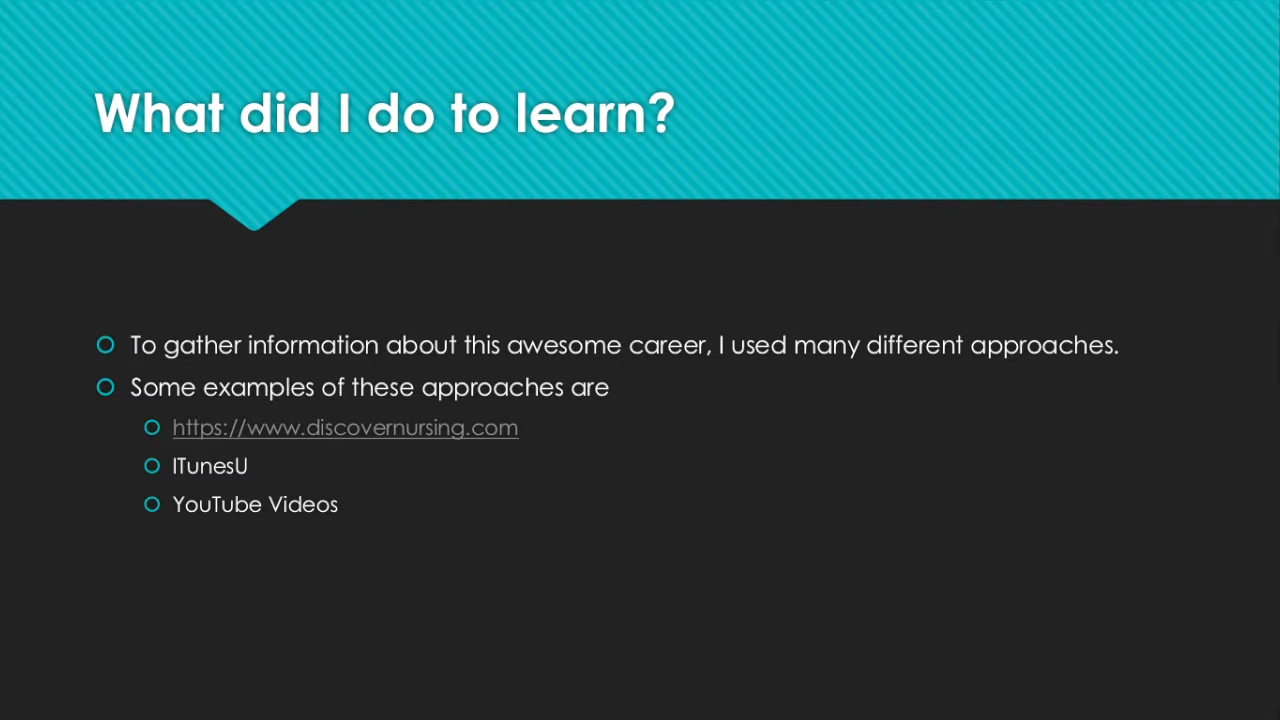 What did I do to learn?
To gather information about this awesome career, I used many different approaches.
Some examples of these approaches are
https://www.discovernursing.com
ITunesU
YouTube Videos